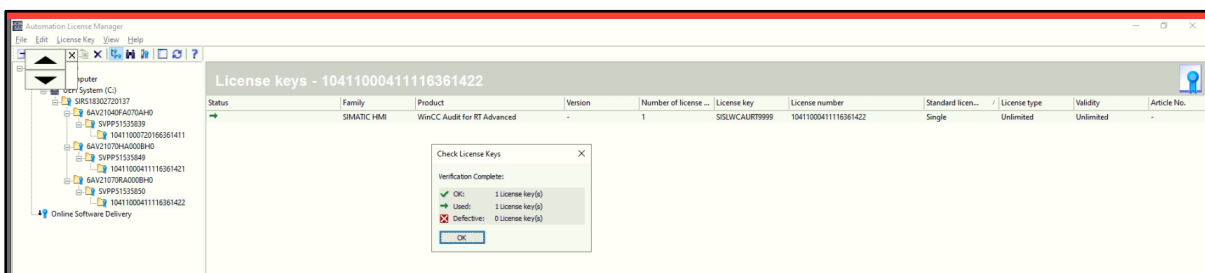 Automation License Manager
File Edit License Key View Help
puter
System (C:)
SIR518302720137
6AV21040FA070AH0
SVPP51535839
10411000720116361411
6AV21070HA000BH0
SVPP51535849
10411000411116361421
6AV21070RA000BH0
SVPP51535850
10411000411116361422
Online Software Delivery
License keys - 10411000411116361422
Status Family Product Version Number of license ... License key License number Standard licen... / License type Validity Article No.
SIMATIC HMI WinCC Audit for RT Advanced - 1 SISLWCAURT9999 10411000411116361422 Single Unlimited Unlimited -
Check License Keys
Verification Complete:
OK: 1 License key(s)
Used: 1 License key(s)
Defective: 0 License key(s)
OK